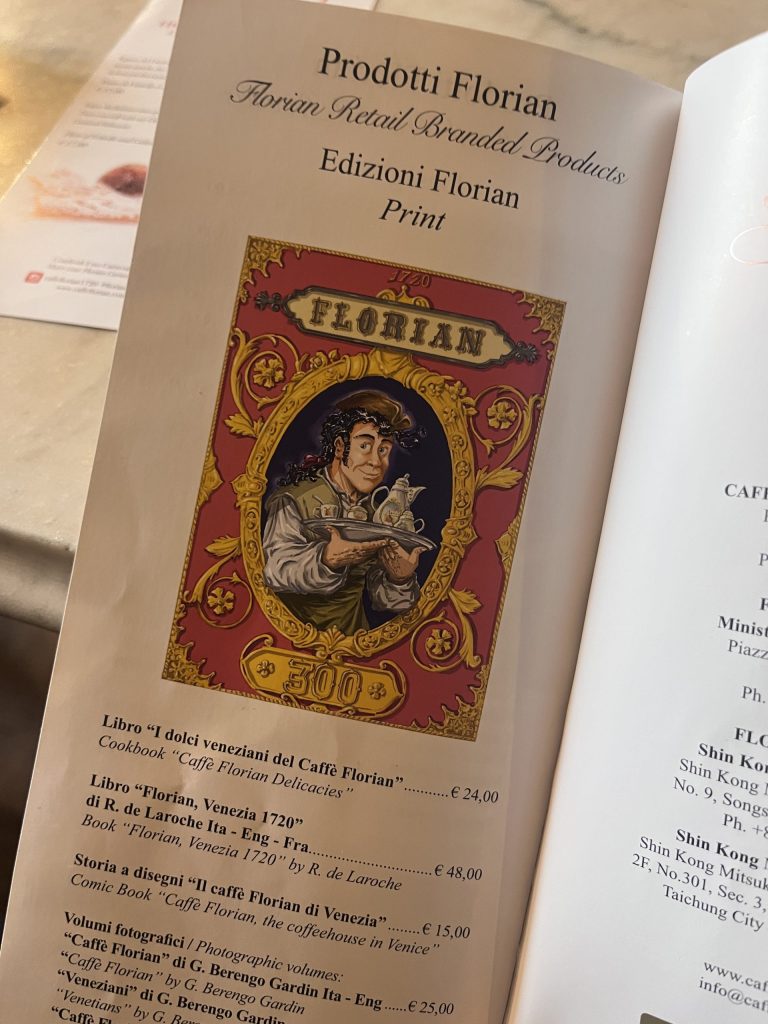 Prodotti Florian
Florian Retail Branded Products
Edizioni Florian
Print
1720
FLORIAN
300
Libro “I dolci veneziani del Caffè Florian”...........€ 24,00
Cookbook “Caffè Florian Delicacies”
Libro “Florian, Venezia 1720”
di R. de Laroche Ita - Eng - Fra..............................€ 48,00
Book “Florian, Venezia 1720” by R. de Laroche
Storia a disegni “Il caffè Florian di Venezia”........€ 15,00
Comic Book “Caffè Florian, the coffeehouse in Venice”
Volumi fotografici / Photographic volumes:
“Caffè Florian” di G. Berengo Gardin Ita - Eng ......€ 25,00
“Caffè Florian” by G. Berengo Gardin
“Veneziani” di G. Berengo Gardin
“Venetians” by G.
“Caffè
Piazz
Ph.
Shin Kon
Shin Kong
No. 9, Songs
Ph. +8
Shin Kong
Shin Kong Mitsuk
2F, No.301, Sec. 3,
Taichung City
www.caf
info@caf